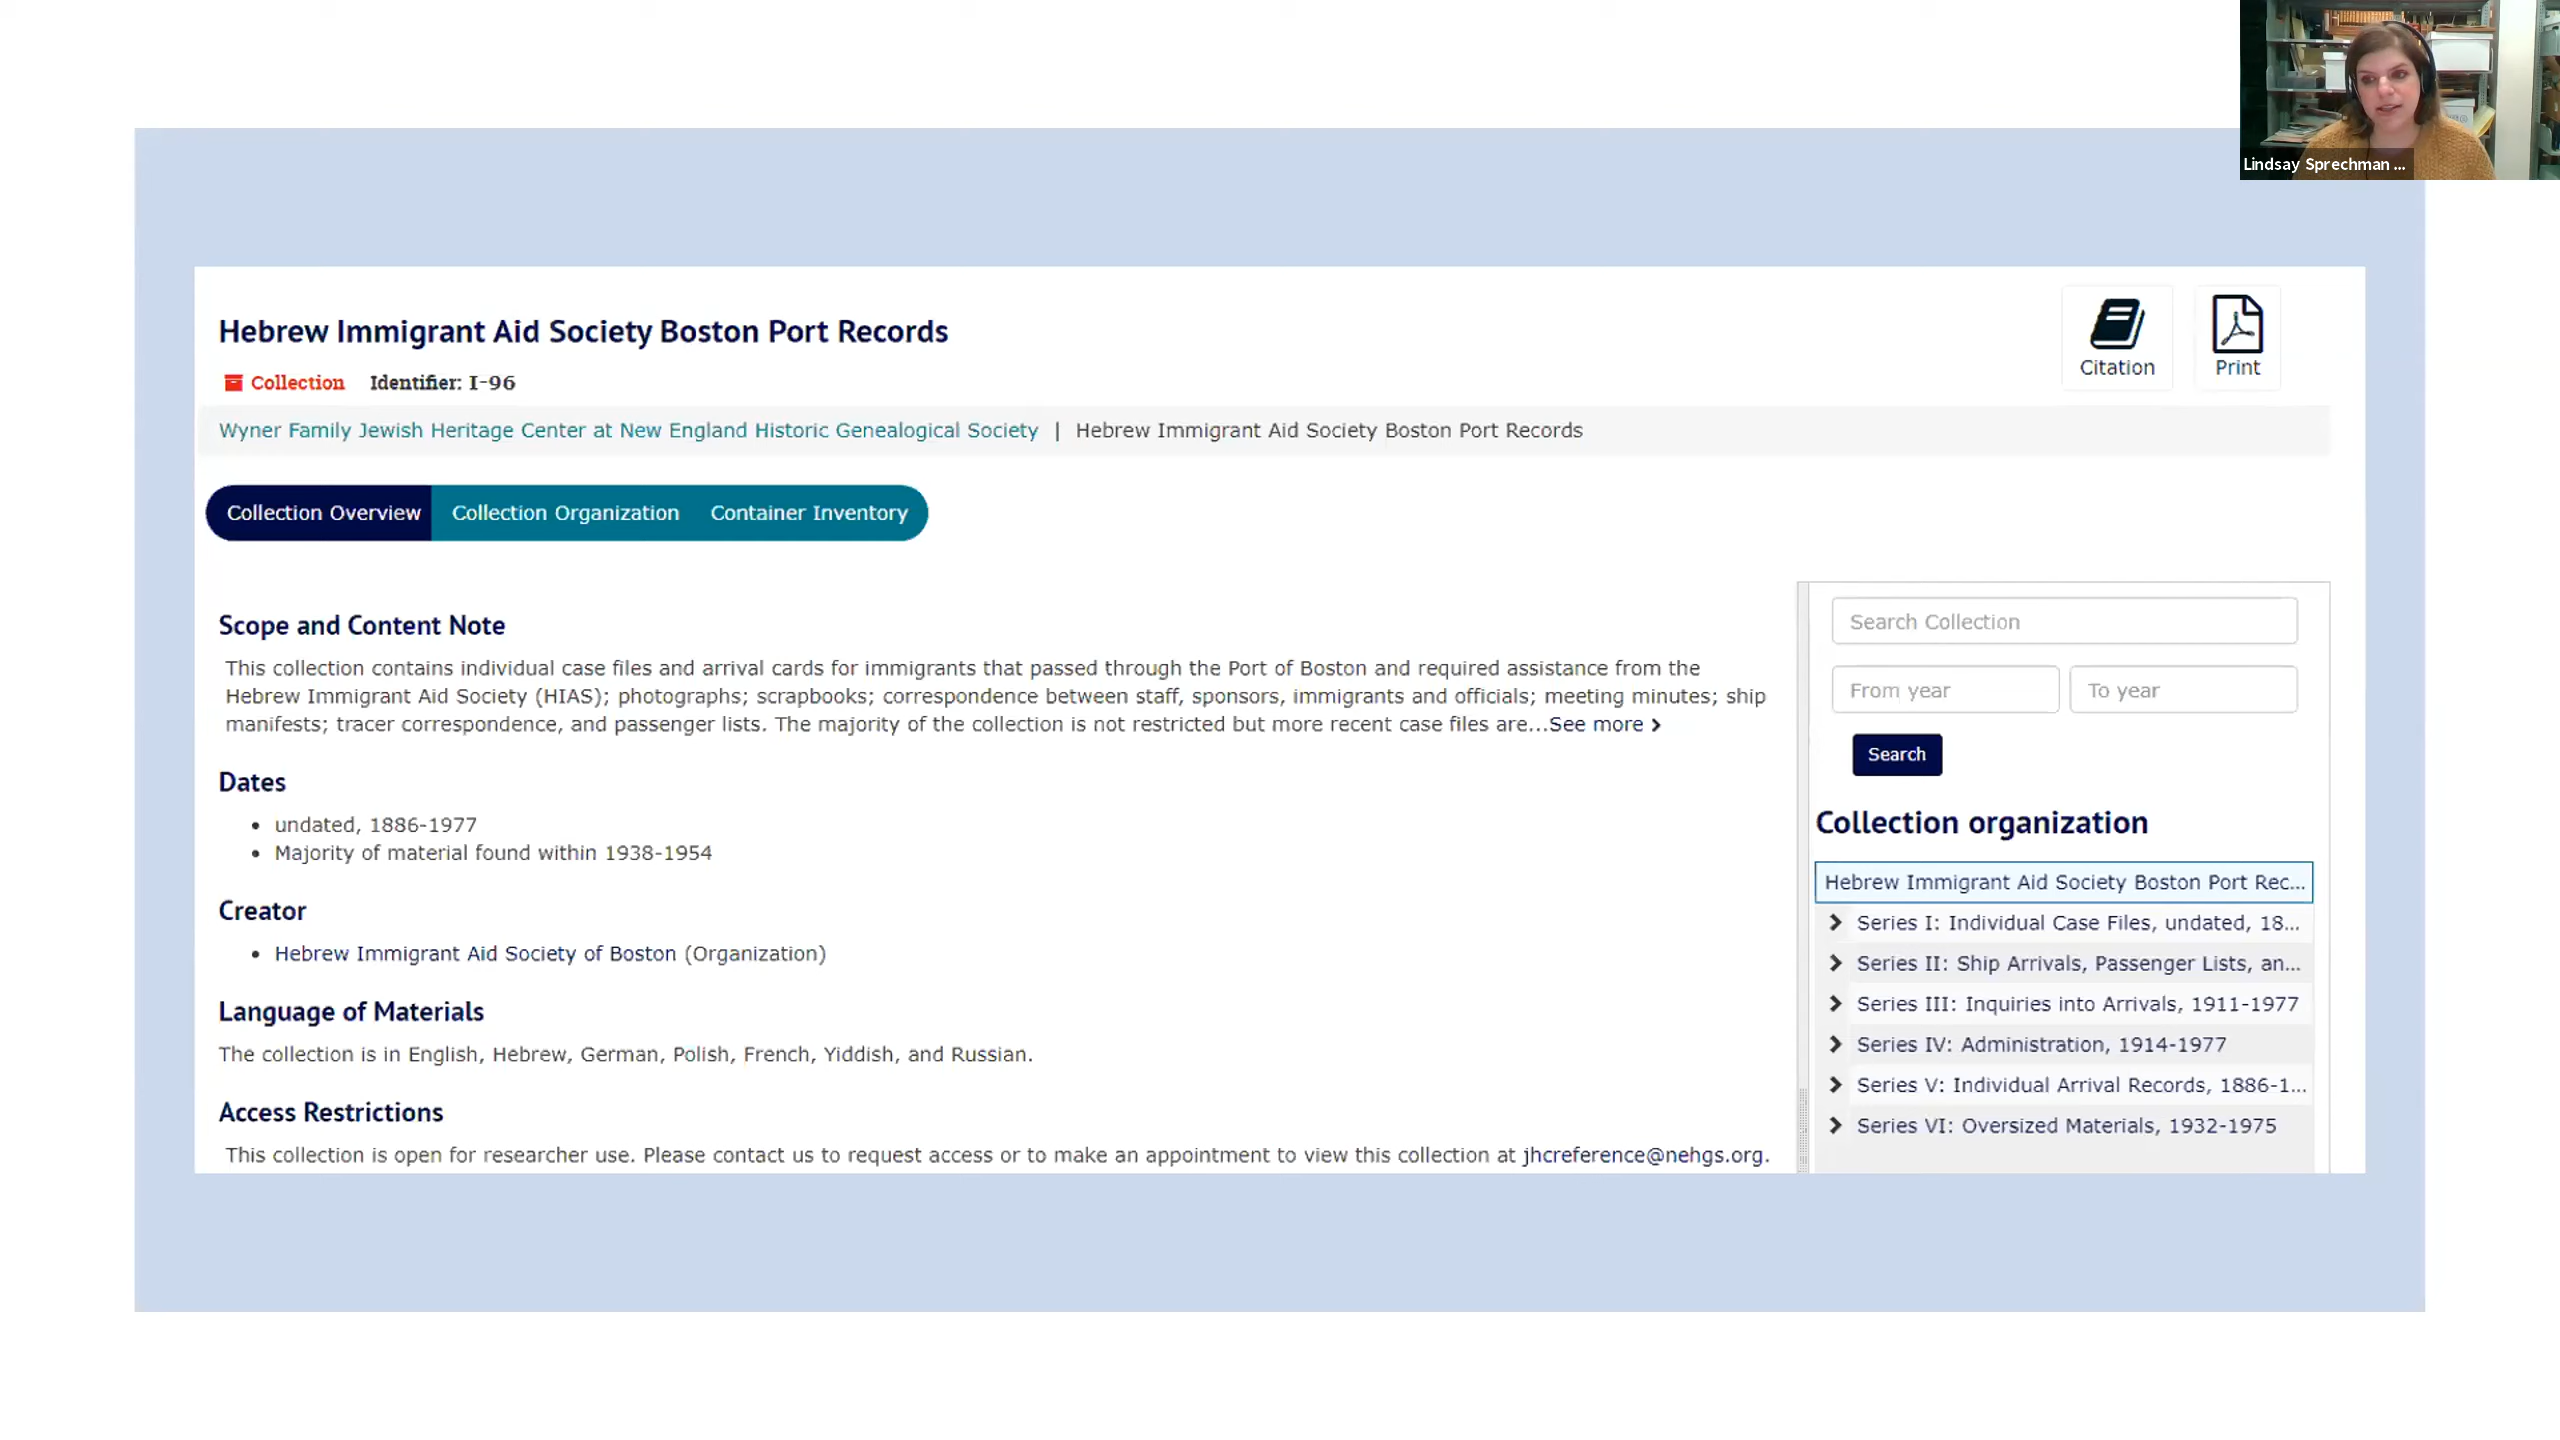 Lindsay Sprechman ...
Hebrew Immigrant Aid Society Boston Port Records
Citation
Print
Collection Identifier: I-96
Wyner Family Jewish Heritage Center at New England Historic Genealogical Society | Hebrew Immigrant Aid Society Boston Port Records
Collection Overview Collection Organization Container Inventory
Scope and Content Note
This collection contains individual case files and arrival cards for immigrants that passed through the Port of Boston and required assistance from the
Hebrew Immigrant Aid Society (HIAS); photographs; scrapbooks; correspondence between staff, sponsors, immigrants and officials; meeting minutes; ship
manifests; tracer correspondence, and passenger lists. The majority of the collection is not restricted but more recent case files are...See more
Dates
• undated, 1886-1977
• Majority of material found within 1938-1954
Creator
• Hebrew Immigrant Aid Society of Boston (Organization)
Language of Materials
The collection is in English, Hebrew, German, Polish, French, Yiddish, and Russian.
Access Restrictions
This collection is open for researcher use. Please contact us to request access or to make an appointment to view this collection at jhcreference@nehgs.org.
Search Collection
From year To year
Search
Collection organization
Hebrew Immigrant Aid Society Boston Port Rec...
Series I: Individual Case Files, undated, 18...
Series II: Ship Arrivals, Passenger Lists, an...
Series III: Inquiries into Arrivals, 1911-1977
Series IV: Administration, 1914-1977
Series V: Individual Arrival Records, 1886-1...
Series VI: Oversized Materials, 1932-1975